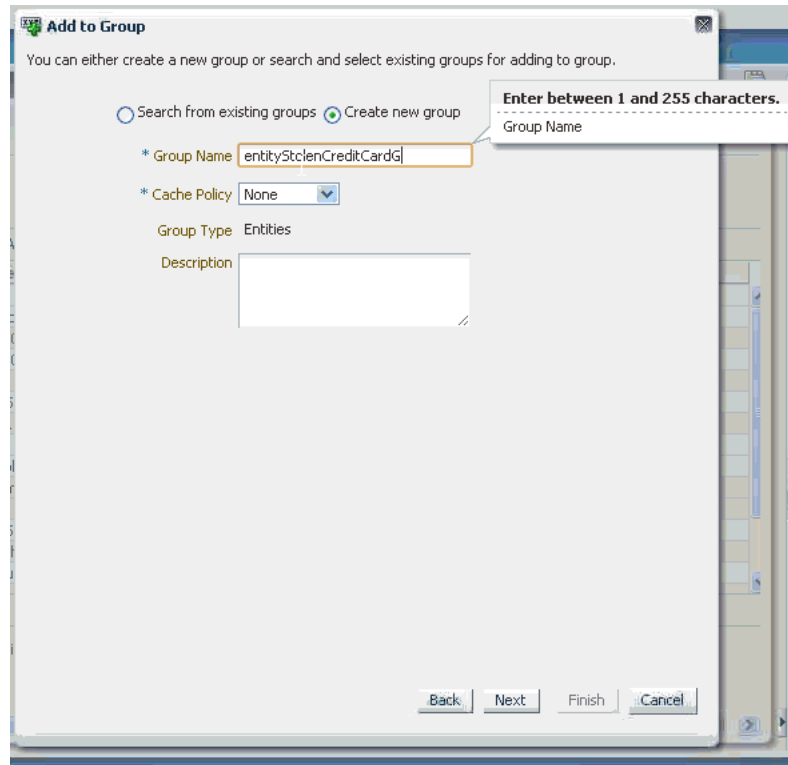 Add to Group
You can either create a new group or search and select existing groups for adding to group.
Search from existing groups Create new group
Enter between 1 and 255 characters.
Group Name
* Group Name entityStolenCreditCardG
* Cache Policy None
Group Type Entities
Description
Back Next Finish Cancel